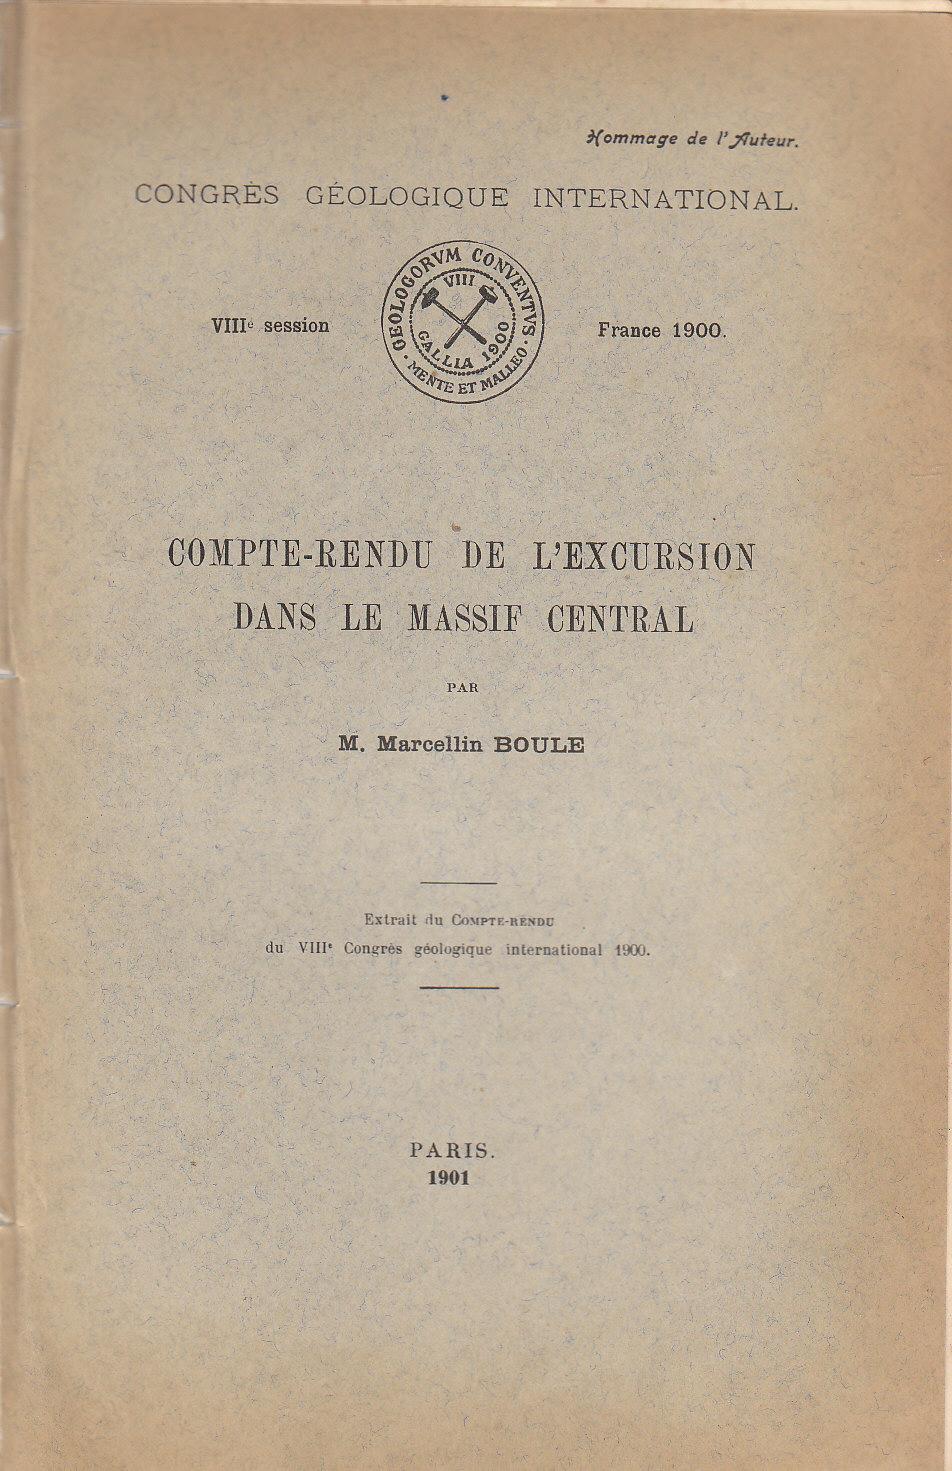 Hommage de l'Auteur.
CONGRÈS GÉOLOGIQUE INTERNATIONAL.
VIIIe session
GEOLOGORVM CONVENTVS
VIII
GALLIA 1900
MENTE ET MALLEO
France 1900.
COMPTE-RENDU DE L'EXCURSION
DANS LE MASSIF CENTRAL
PAR
M. Marcellin BOULE
Extrait du COMPTE-RENDU
du VIIIe Congrès géologique international 1900.
PARIS.
1901